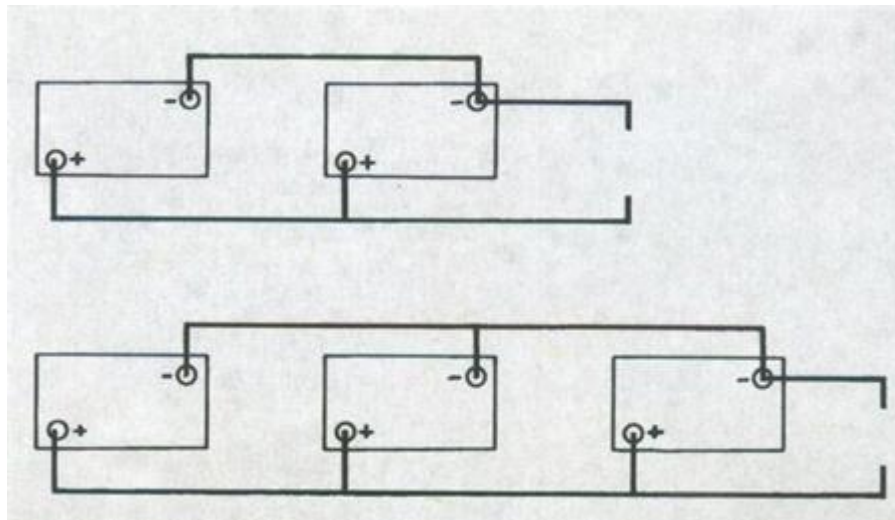 - -
+ +
- - -
+ + +